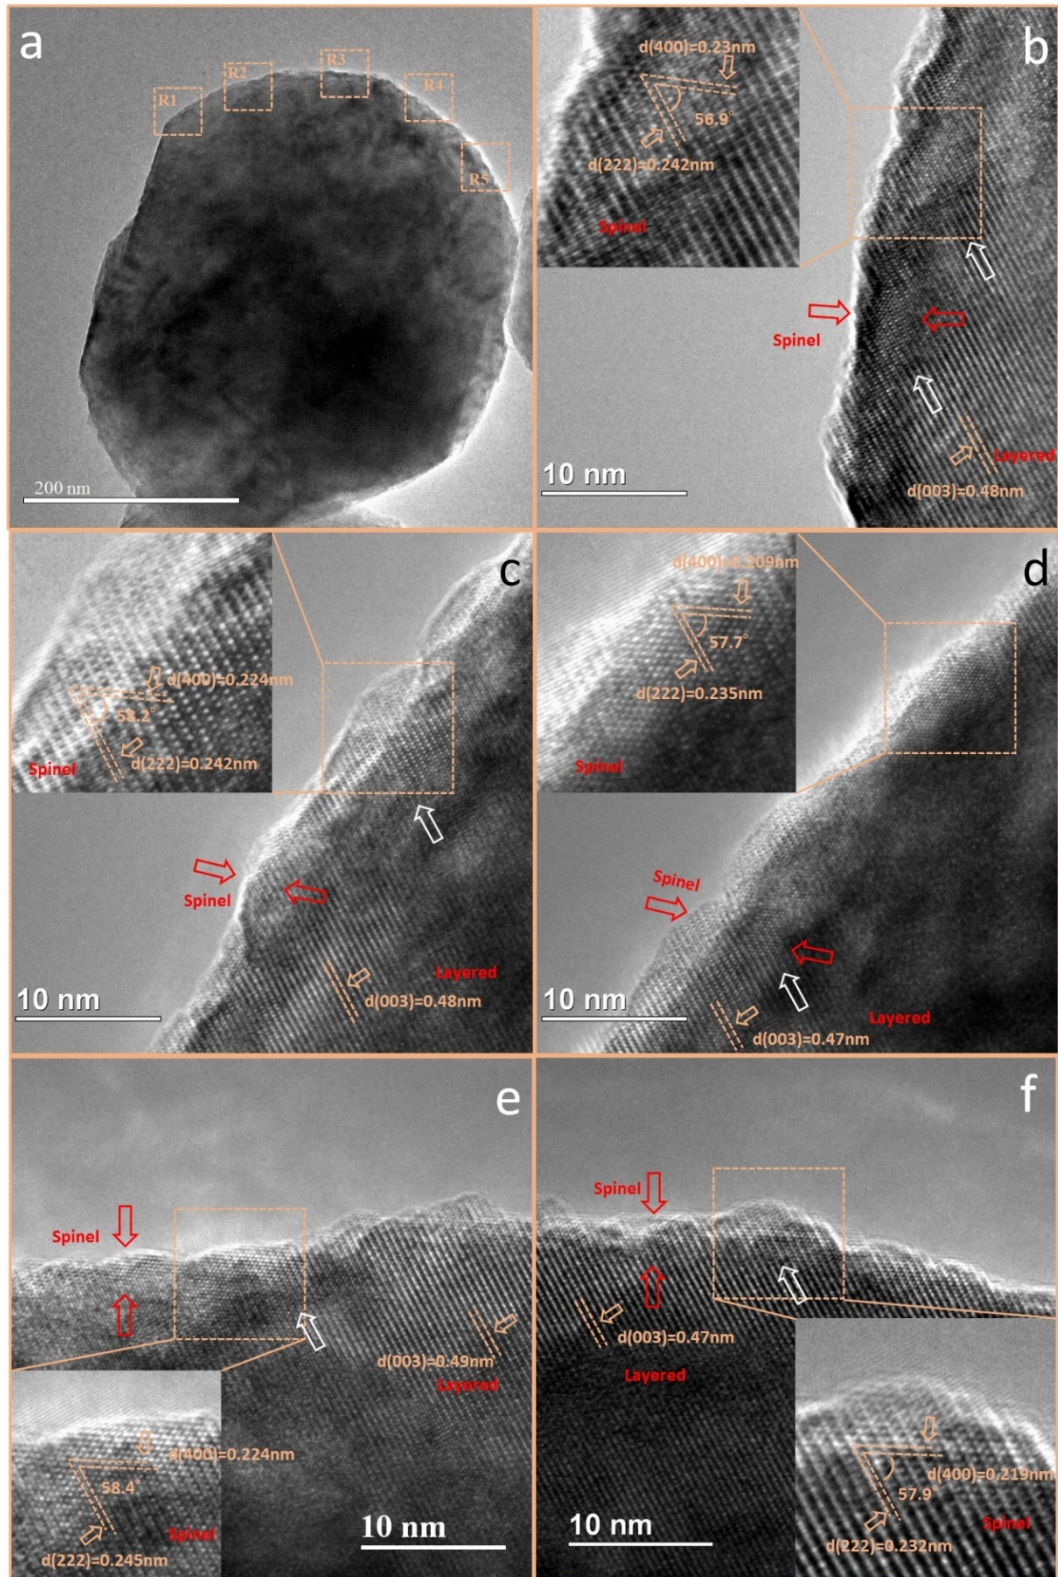 a
R1
R2
R3
R4
R5
200 nm
b
d(400)=0.23nm
56.9°
d(222)=0.242nm
Spinel
Spinel
Layered
d(003)=0.48nm
10 nm
c
d(400)=0.224nm
58.2°
d(222)=0.242nm
Spinel
Spinel
Layered
d(003)=0.48nm
10 nm
d
d(400)=0.209nm
57.7°
d(222)=0.235nm
Spinel
Spinel
Layered
d(003)=0.47nm
10 nm
e
Spinel
d(003)=0.49nm
Layered
d(400)=0.224nm
58.4°
Spinel
d(222)=0.245nm
10 nm
f
Spinel
d(003)=0.47nm
Layered
d(400)=0.219nm
57.9°
Spinel
d(222)=0.232nm
10 nm